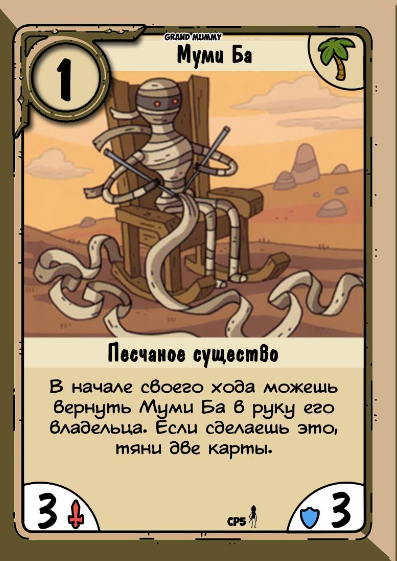 GRAND MUMMY
Муми Ба
1
Песчаное существо
В начале своего хода можешь
вернуть Муми Ба в руку его
владельца. Если сделаешь это,
тяни две карты.
3
CP5
3